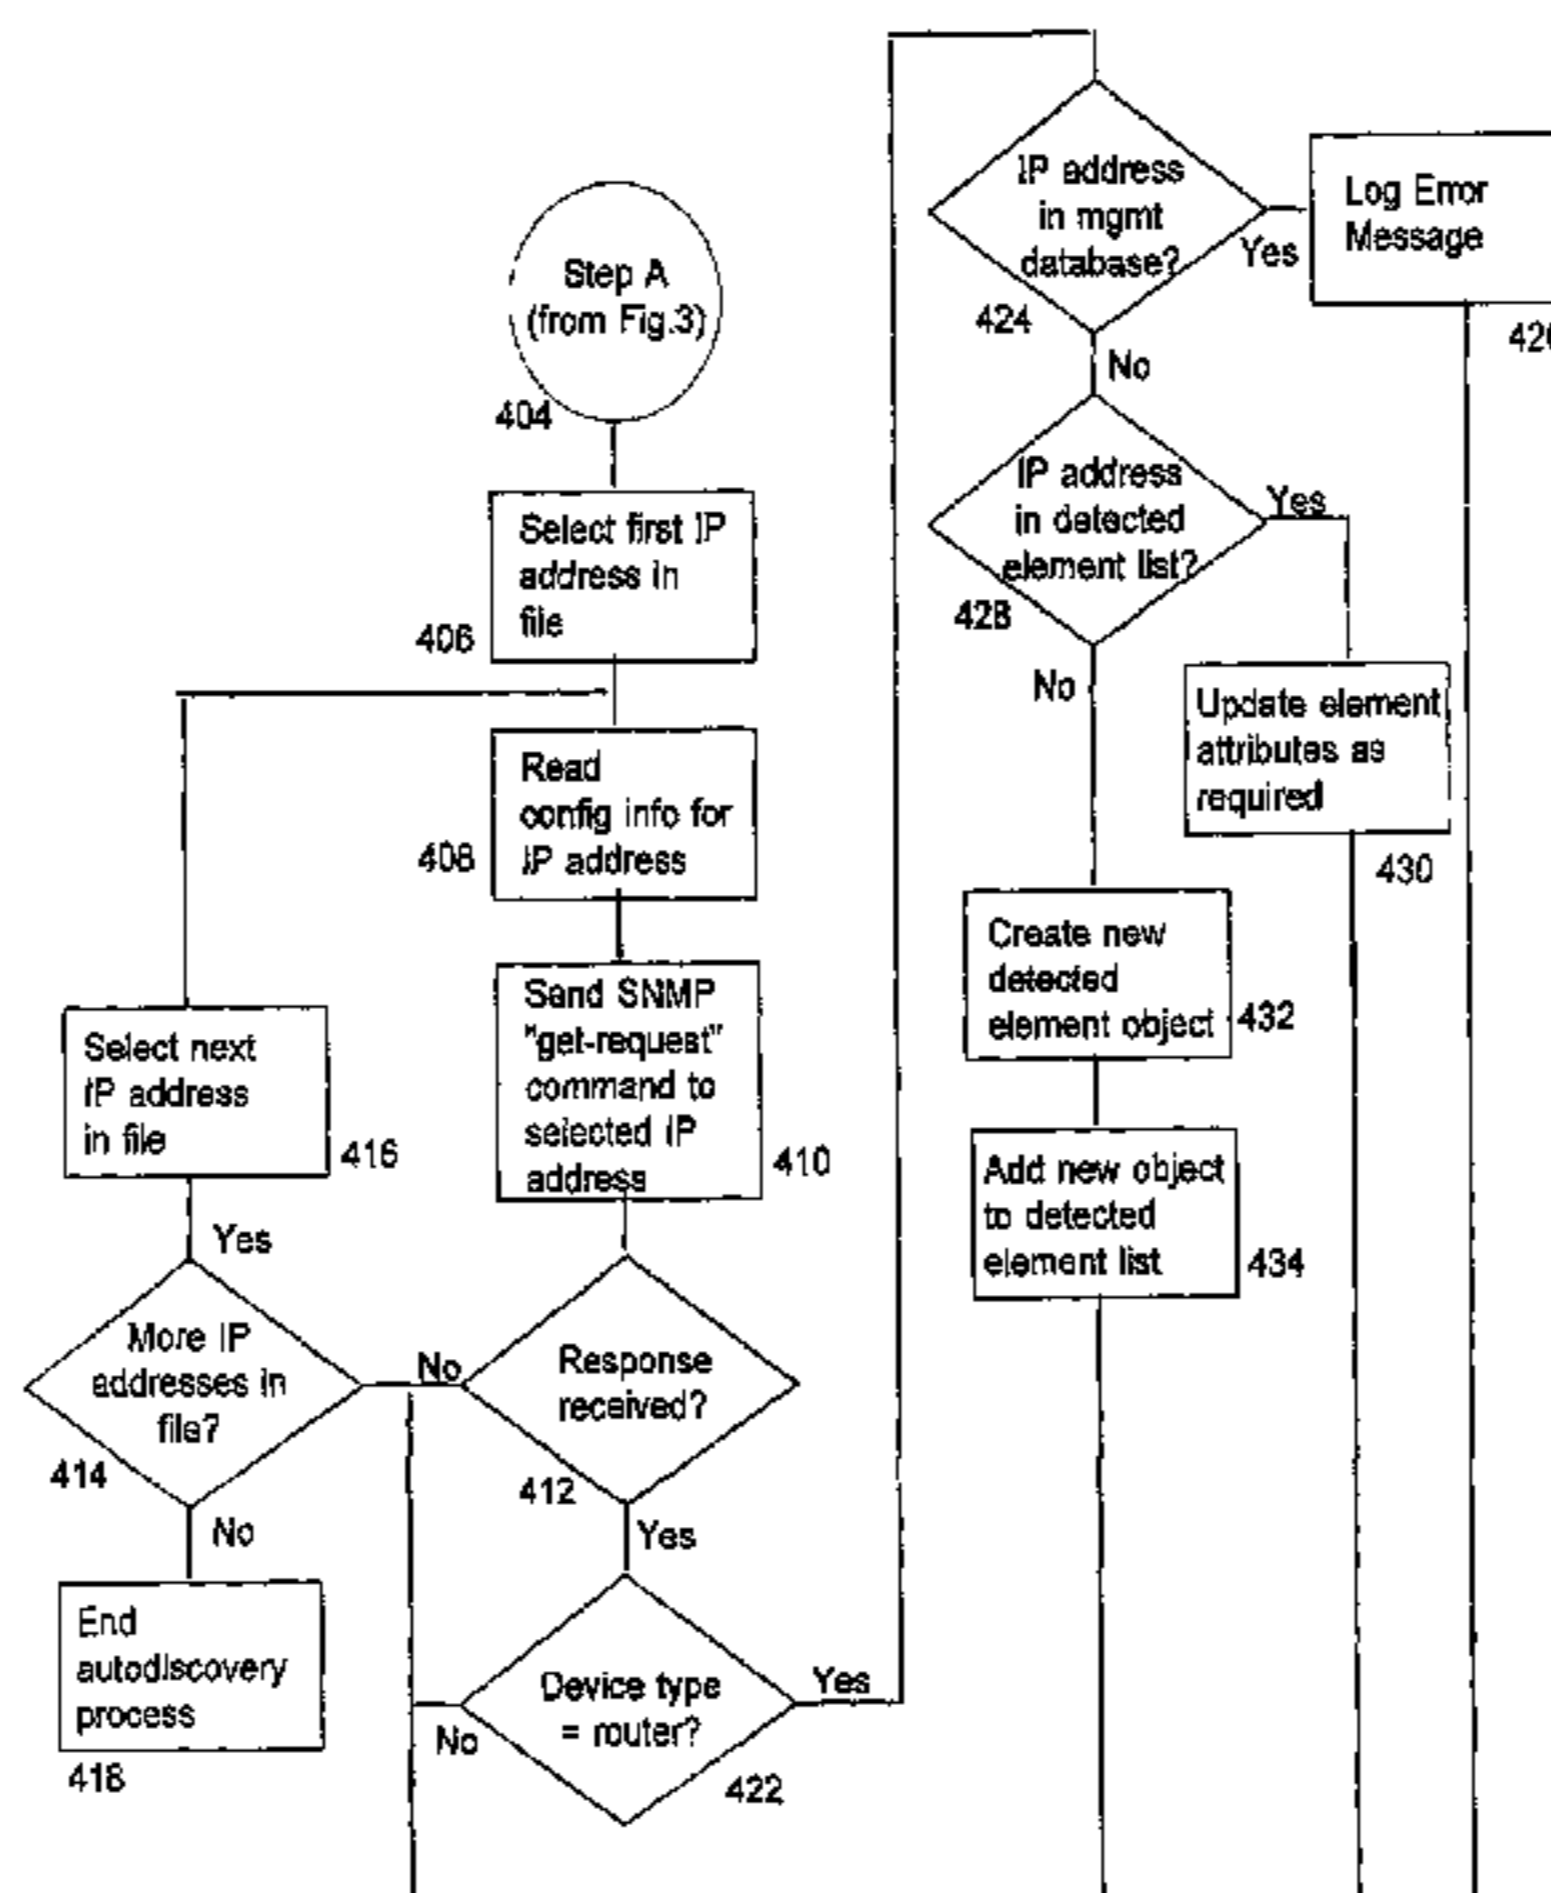 Step A
(from Fig.3)
404
Select first IP
address in
file
406
Read
config info for
IP address
408
Send SNMP
"get-request"
command to
selected IP
address
410
Response
received?
412
No
Yes
Device type
= router?
422
No
Yes
Select next
IP address
in file
416
Yes
More IP
addresses in
file?
414
No
End
autodiscovery
process
418
IP address
in mgmt
database?
424
Yes
No
Log Error
Message
IP address
in detected
element list?
428
Yes
No
Update element
attributes as
required
430
Create new
detected
element object
432
Add new object
to detected
element list
434